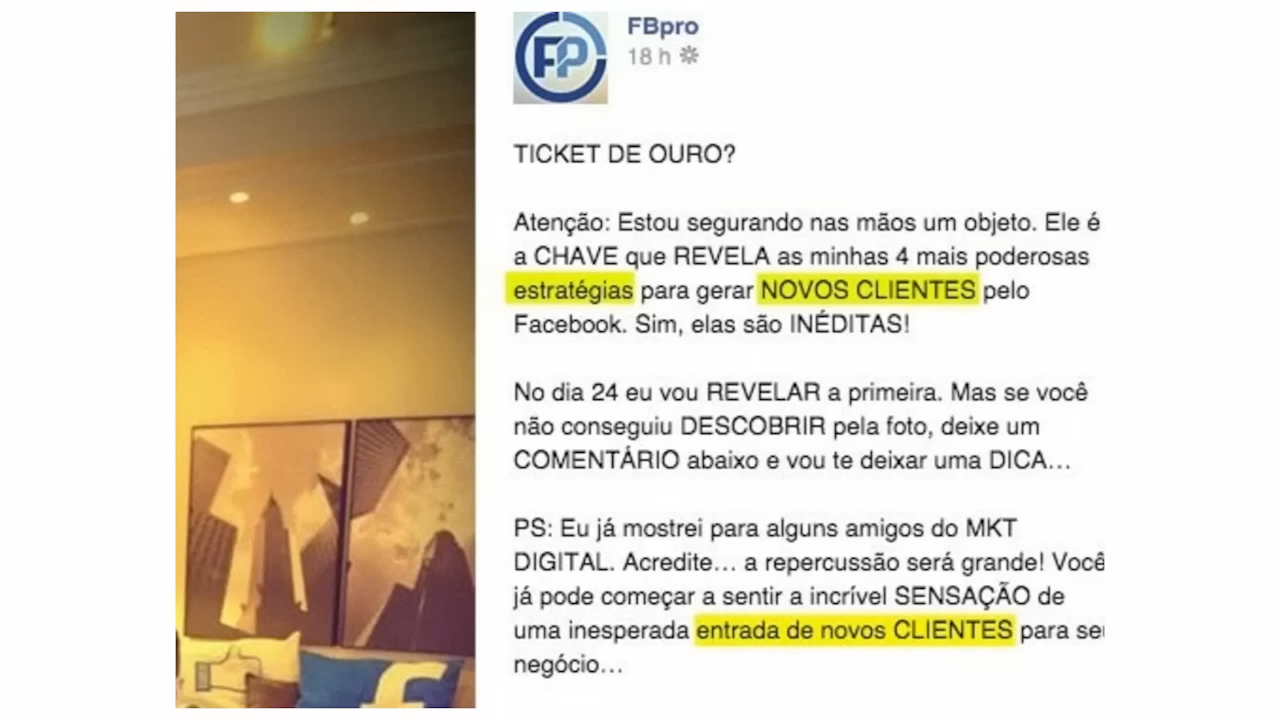 FBpro
18 h
TICKET DE OURO?
Atenção: Estou segurando nas mãos um objeto. Ele é
a CHAVE que REVELA as minhas 4 mais poderosas
estratégias para gerar NOVOS CLIENTES pelo
Facebook. Sim, elas são INÉDITAS!
No dia 24 eu vou REVELAR a primeira. Mas se você
não conseguiu DESCOBRIR pela foto, deixe um
COMENTÁRIO abaixo e vou te deixar uma DICA...
PS: Eu já mostrei para alguns amigos do MKT
DIGITAL. Acredite... a repercussão será grande! Você
já pode começar a sentir a incrível SENSAÇÃO de
uma inesperada entrada de novos CLIENTES para seu
negócio...